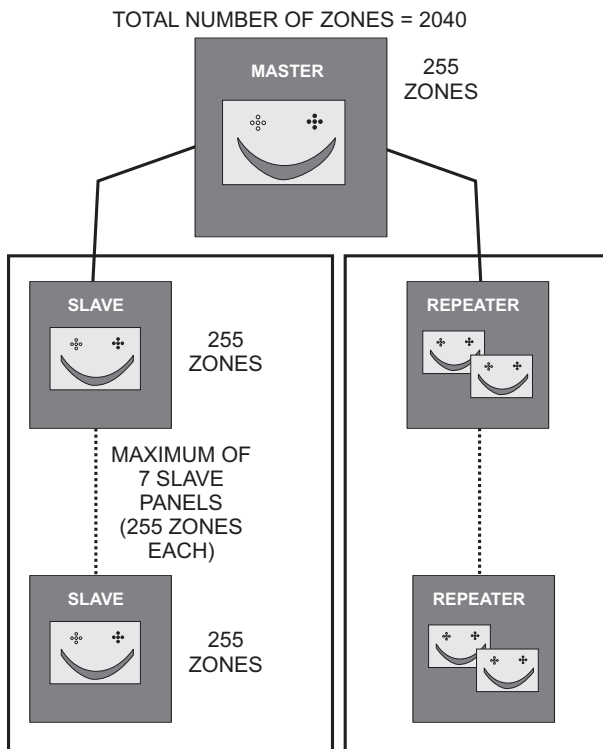 TOTAL NUMBER OF ZONES = 2040
MASTER
255
ZONES
SLAVE
255
ZONES
MAXIMUM OF
7 SLAVE
PANELS
(255 ZONES
EACH)
SLAVE
255
ZONES
REPEATER
REPEATER